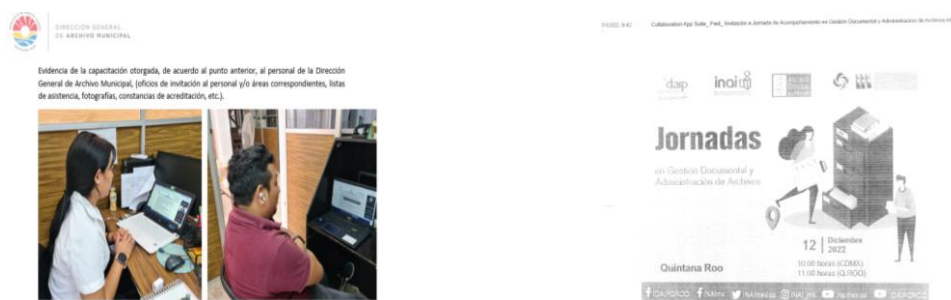 DIRECCIÓN GENERAL
DE ARCHIVO MUNICIPAL
Evidencia de la capacitación otorgada, de acuerdo al punto anterior, al personal de la Dirección
General de Archivo Municipal, (oficios de invitación al personal y/o áreas correspondientes, listas
de asistencia, fotografías, constancias de acreditación, etc.).
Collaboration App Suite_ Fwd_ Invitación a Jornada de Acompañamiento en Gestión Documental y Administración de Archivos
inai
Jornadas
en Gestión Documental y
Administración de Archivos
12 Diciembre
2022
10:00 horas (CDMX)
11:00 horas (Q.ROO)
Quintana Roo